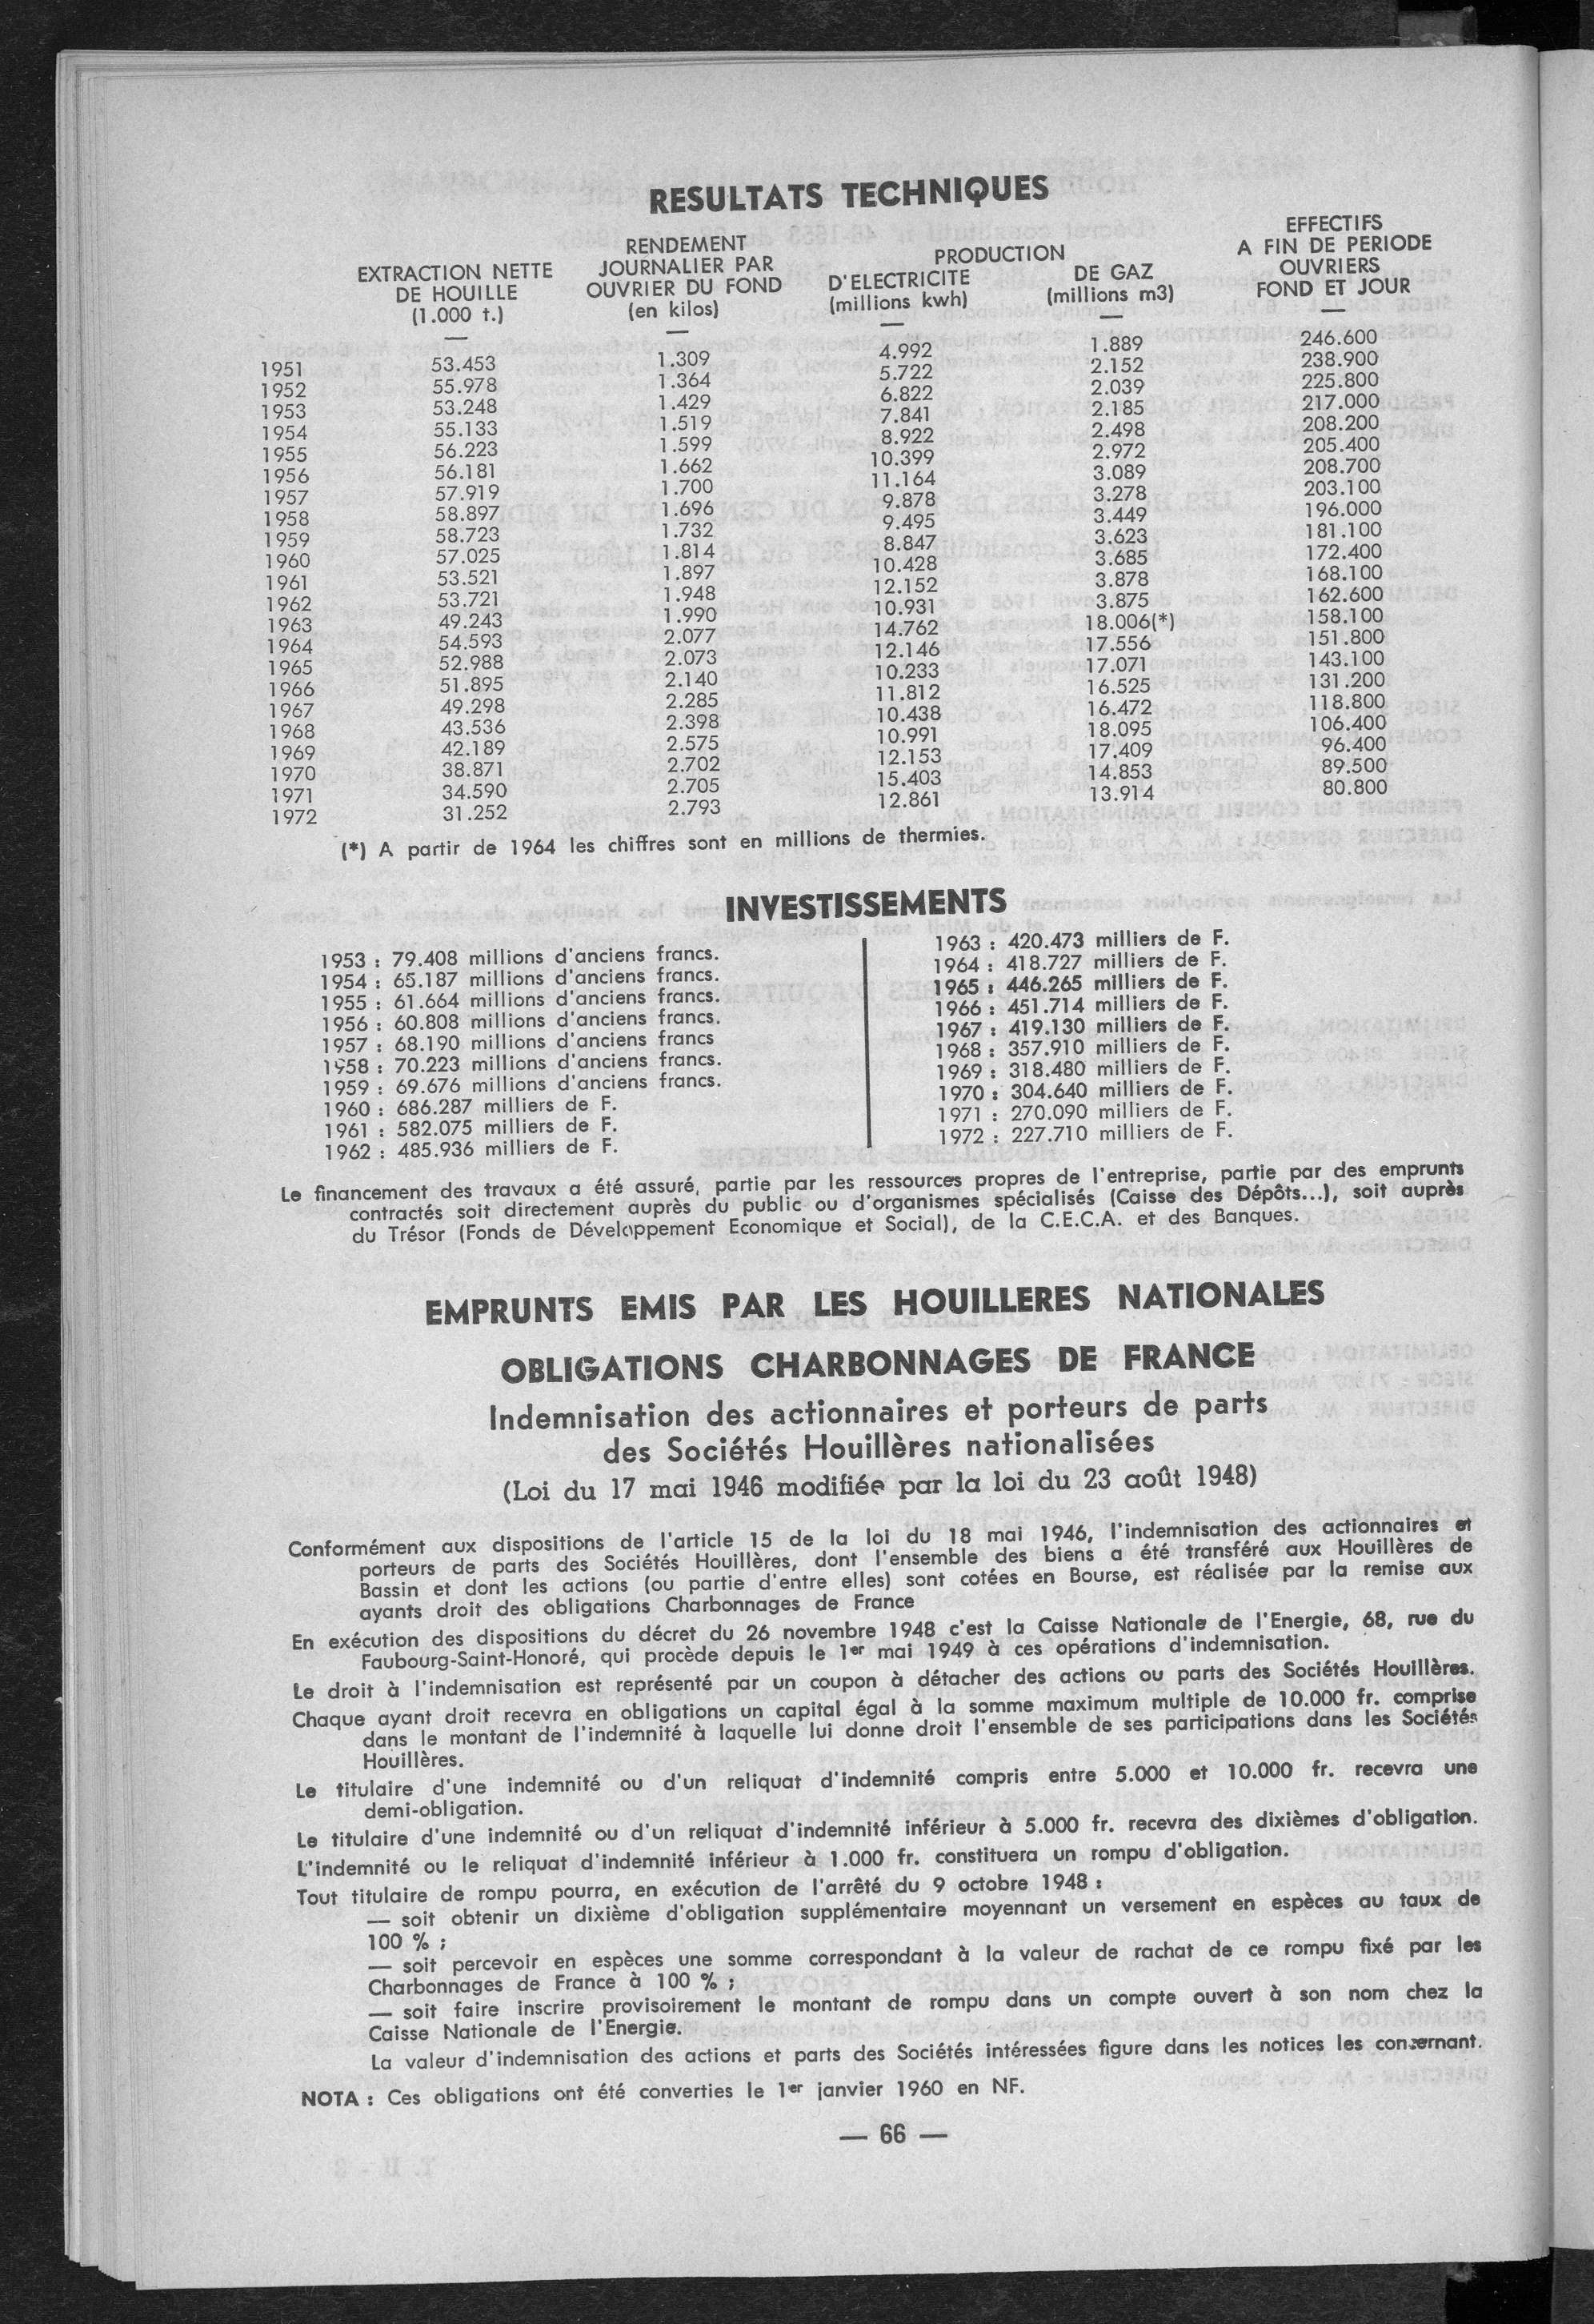 RESULTATS TECHNIQUES
EXTRACTION NETTE
DE HOUILLE
(1.000 t.)
RENDEMENT
JOURNALIER PAR
OUVRIER DU FOND
(en kilos)
PRODUCTION
D'ELECTRICITE
(millions kwh)
DE GAZ
(millions m3)
EFFECTIFS
A FIN DE PERIODE
OUVRIERS
FOND ET JOUR
1951 53.453 1.309 4.992 1.889 246.600
1952 55.978 1.364 5.722 2.152 238.900
1953 53.248 1.429 6.822 2.039 225.800
1954 55.133 1.519 7.841 2.185 217.000
1955 56.223 1.599 8.922 2.498 208.200
1956 56.181 1.662 10.399 2.972 205.400
1957 57.919 1.700 11.164 3.089 208.700
1958 58.897 1.696 9.878 3.278 203.100
1959 58.723 1.732 9.495 3.449 196.000
1960 57.025 1.814 8.847 3.623 181.100
1961 53.521 1.897 10.428 3.685 172.400
1962 53.721 1.948 12.152 3.878 168.100
1963 49.243 1.990 10.931 3.875 162.600
1964 54.593 2.077 14.762 18.006(*) 158.100
1965 52.988 2.073 12.146 17.556 151.800
1966 51.895 2.140 10.233 17.071 143.100
1967 49.298 2.285 11.812 16.525 131.200
1968 43.536 2.398 10.438 16.472 118.800
1969 42.189 2.575 10.991 18.095 106.400
1970 38.871 2.702 12.153 17.409 96.400
1971 34.590 2.705 15.403 14.853 89.500
1972 31.252 2.793 12.861 13.914 80.800
(*) A partir de 1964 les chiffres sont en millions de thermies.
INVESTISSEMENTS
1953 : 79.408 millions d'anciens francs.
1954 : 65.187 millions d'anciens francs.
1955 : 61.664 millions d'anciens francs.
1956 : 60.808 millions d'anciens francs.
1957 : 68.190 millions d'anciens francs
1958 : 70.223 millions d'anciens francs.
1959 : 69.676 millions d'anciens francs.
1960 : 686.287 milliers de F.
1961 : 582.075 milliers de F.
1962 : 485.936 milliers de F.
1963 : 420.473 milliers de F.
1964 : 418.727 milliers de F.
1965 : 446.265 milliers de F.
1966 : 451.714 milliers de F.
1967 : 419.130 milliers de F.
1968 : 357.910 milliers de F.
1969 : 318.480 milliers de F.
1970 : 304.640 milliers de F.
1971 : 270.090 milliers de F.
1972 : 227.710 milliers de F.
Le financement des travaux a été assuré, partie par les ressources propres de l'entreprise, partie par des emprunts
contractés soit directement auprès du public ou d'organismes spécialisés (Caisse des Dépôts...), soit auprès
du Trésor (Fonds de Développement Economique et Social), de la C.E.C.A. et des Banques.
EMPRUNTS EMIS PAR LES HOUILLERES NATIONALES
OBLIGATIONS CHARBONNAGES DE FRANCE
Indemnisation des actionnaires et porteurs de parts
des Sociétés Houillères nationalisées
(Loi du 17 mai 1946 modifiée par la loi du 23 août 1948)
Conformément aux dispositions de l'article 15 de la loi du 18 mai 1946, l'indemnisation des actionnaires et
porteurs de parts des Sociétés Houillères, dont l'ensemble des biens a été transféré aux Houillères de
Bassin et dont les actions (ou partie d'entre elles) sont cotées en Bourse, est réalisée par la remise aux
ayants droit des obligations Charbonnages de France
En exécution des dispositions du décret du 26 novembre 1948 c'est la Caisse Nationale de l'Energie, 68, rue du
Faubourg-Saint-Honoré, qui procède depuis le 1er mai 1949 à ces opérations d'indemnisation.
Le droit à l'indemnisation est représenté par un coupon à détacher des actions ou parts des Sociétés Houillères.
Chaque ayant droit recevra en obligations un capital égal à la somme maximum multiple de 10.000 fr. comprise
dans le montant de l'indemnité à laquelle lui donne droit l'ensemble de ses participations dans les Sociétés
Houillères.
Le titulaire d'une indemnité ou d'un reliquat d'indemnité compris entre 5.000 et 10.000 fr. recevra une
demi-obligation.
Le titulaire d'une indemnité ou d'un reliquat d'indemnité inférieur à 5.000 fr. recevra des dixièmes d'obligation.
L'indemnité ou le reliquat d'indemnité inférieur à 1.000 fr. constituera un rompu d'obligation.
Tout titulaire de rompu pourra, en exécution de l'arrêté du 9 octobre 1948 :
— soit obtenir un dixième d'obligation supplémentaire moyennant un versement en espèces au taux de
100 % ;
— soit percevoir en espèces une somme correspondant à la valeur de rachat de ce rompu fixé par les
Charbonnages de France à 100 % ;
— soit faire inscrire provisoirement le montant de rompu dans un compte ouvert à son nom chez la
Caisse Nationale de l'Energie.
La valeur d'indemnisation des actions et parts des Sociétés intéressées figure dans les notices les concernant.
NOTA : Ces obligations ont été converties le 1er janvier 1960 en NF.
— 66 —